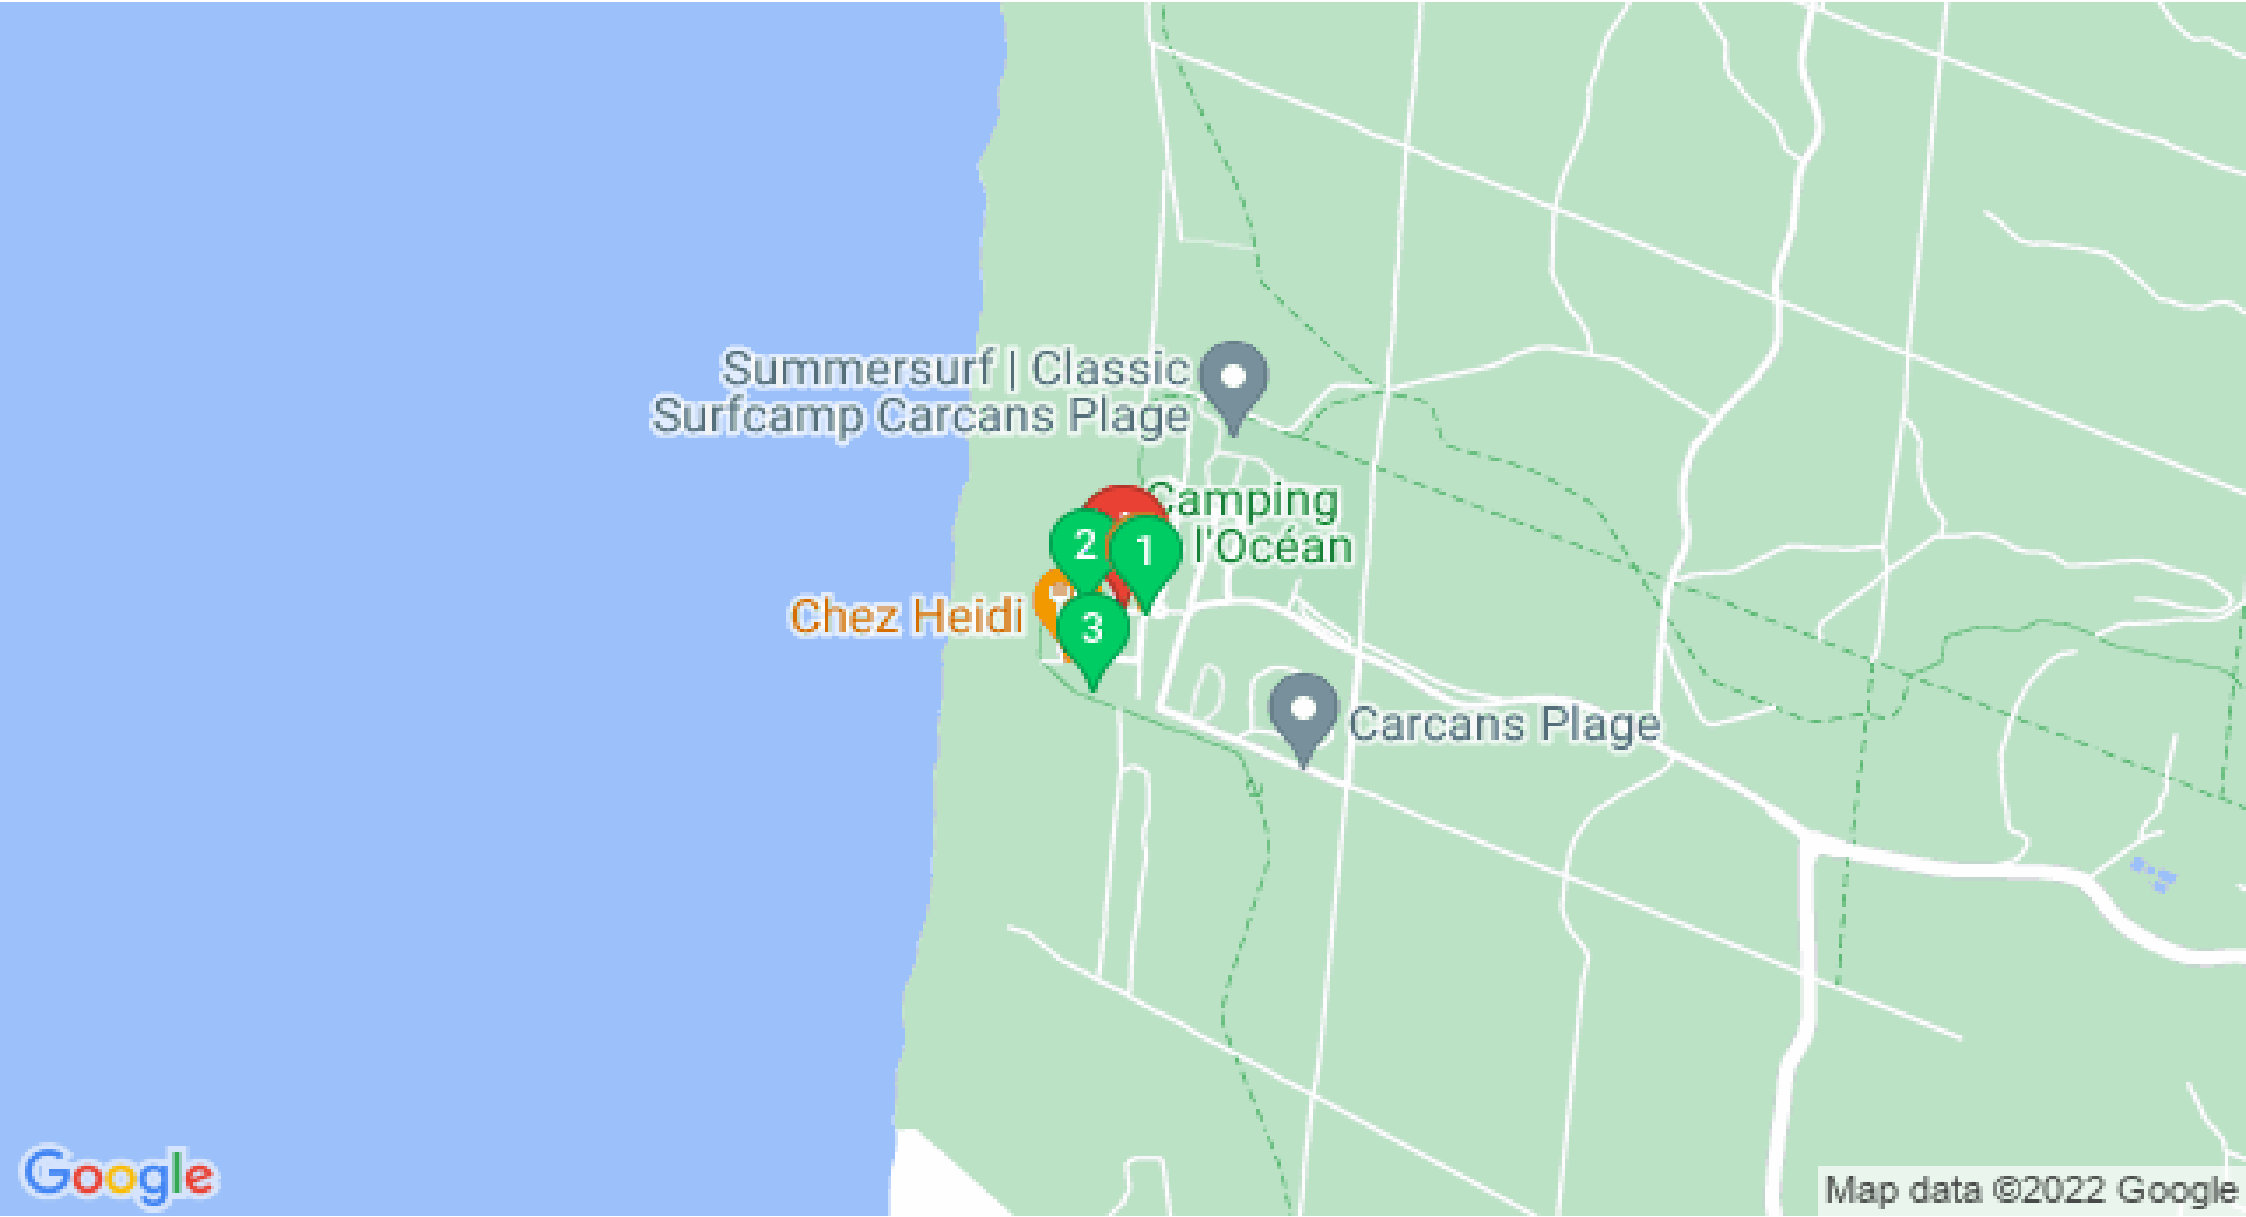 Summersurf | Classic
Surfcamp Carcans Plage
Camping
l'Océan
2
1
Chez Heidi
3
Carcans Plage
Google
Map data ©2022 Google